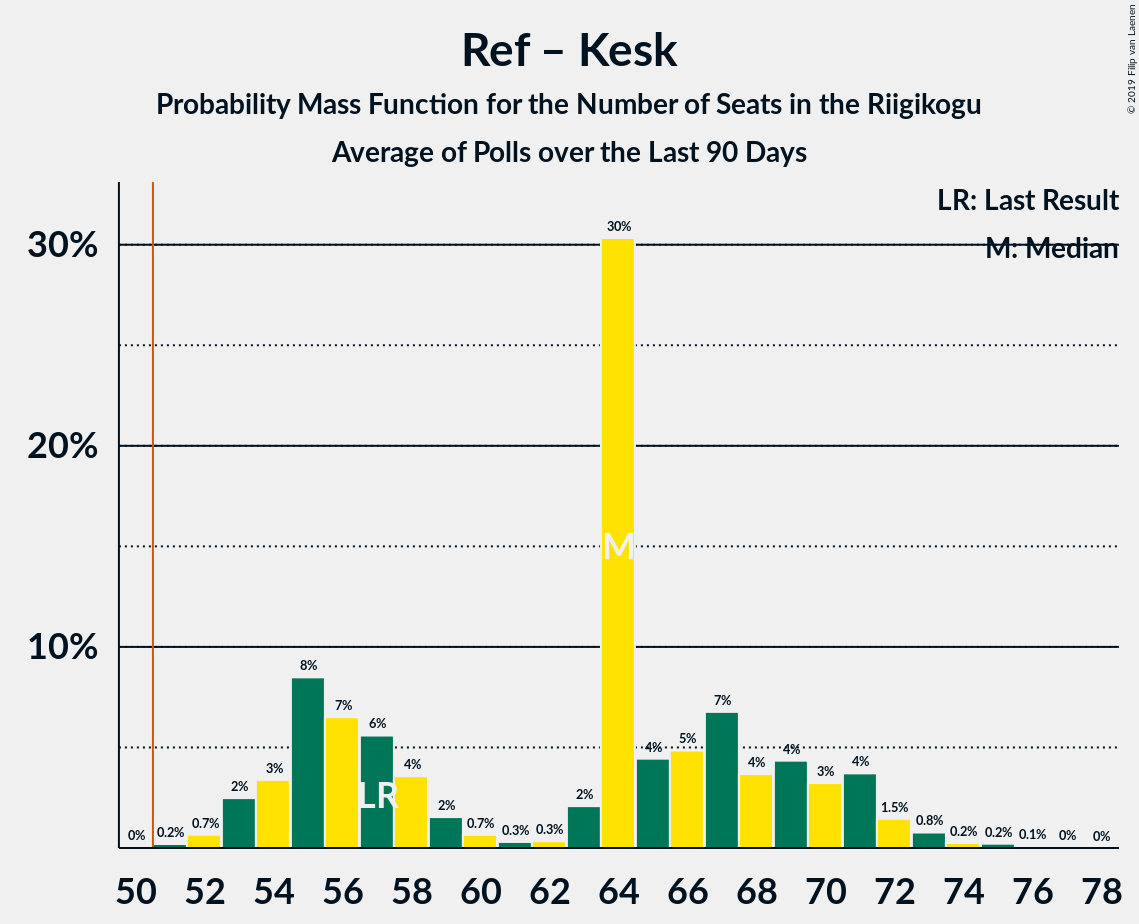 Ref – Kesk
Probability Mass Function for the Number of Seats in the Riigikogu
Average of Polls over the Last 90 Days
© 2019 Filip van Laenen
LR: Last Result
M: Median
30%
20%
10%
0% 0.2% 0.7% 2% 3% 8% 7% 6% 4% 2% 0.7% 0.3% 0.3% 2% 30% 4% 5% 7% 4% 4% 3% 4% 1.5% 0.8% 0.2% 0.2% 0.1% 0% 0%
M
LR
50 52 54 56 58 60 62 64 66 68 70 72 74 76 78